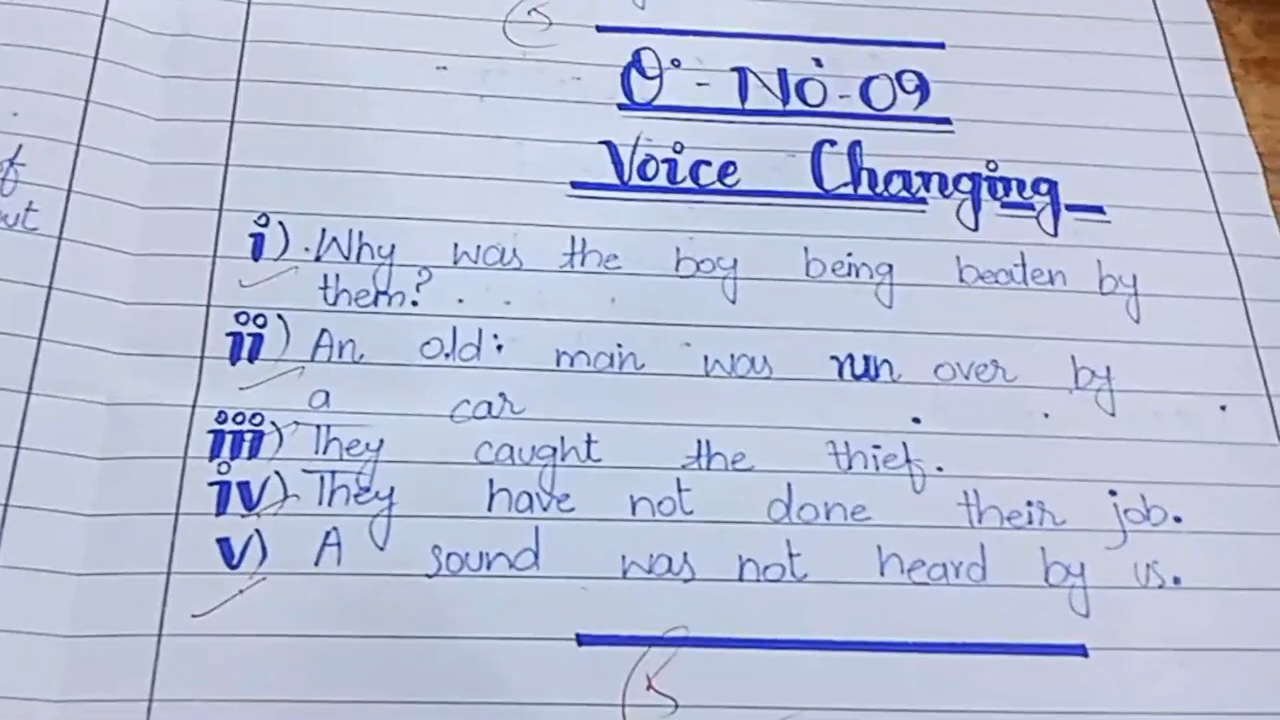 Q.-No-09
Voice Changing
i). Why was the boy being beaten by
them?
ii) An old man was run over by
a car
iii) They caught the thief.
iv) They have not done their job.
v) A sound was not heard by us.
5